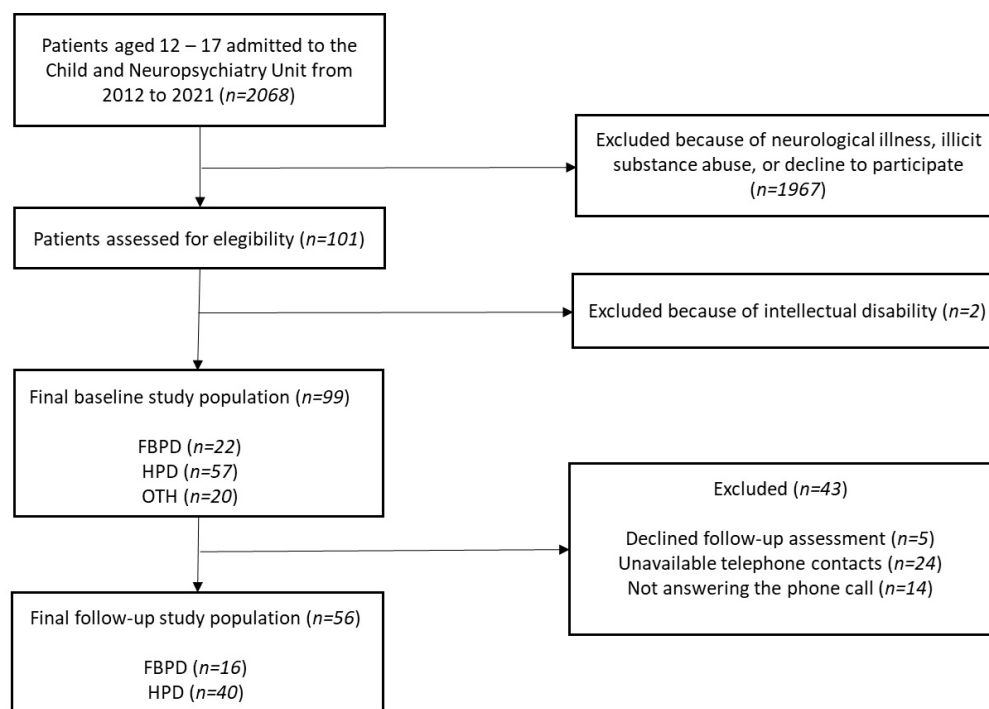 Patients aged 12 – 17 admitted to the
Child and Neuropsychiatry Unit from
2012 to 2021 (n=2068)
Excluded because of neurological illness, illicit
substance abuse, or decline to participate
(n=1967)
Patients assessed for elegibility (n=101)
Excluded because of intellectual disability (n=2)
Final baseline study population (n=99)
FBPD (n=22)
HPD (n=57)
OTH (n=20)
Excluded (n=43)
Declined follow-up assessment (n=5)
Unavailable telephone contacts (n=24)
Not answering the phone call (n=14)
Final follow-up study population (n=56)
FBPD (n=16)
HPD (n=40)